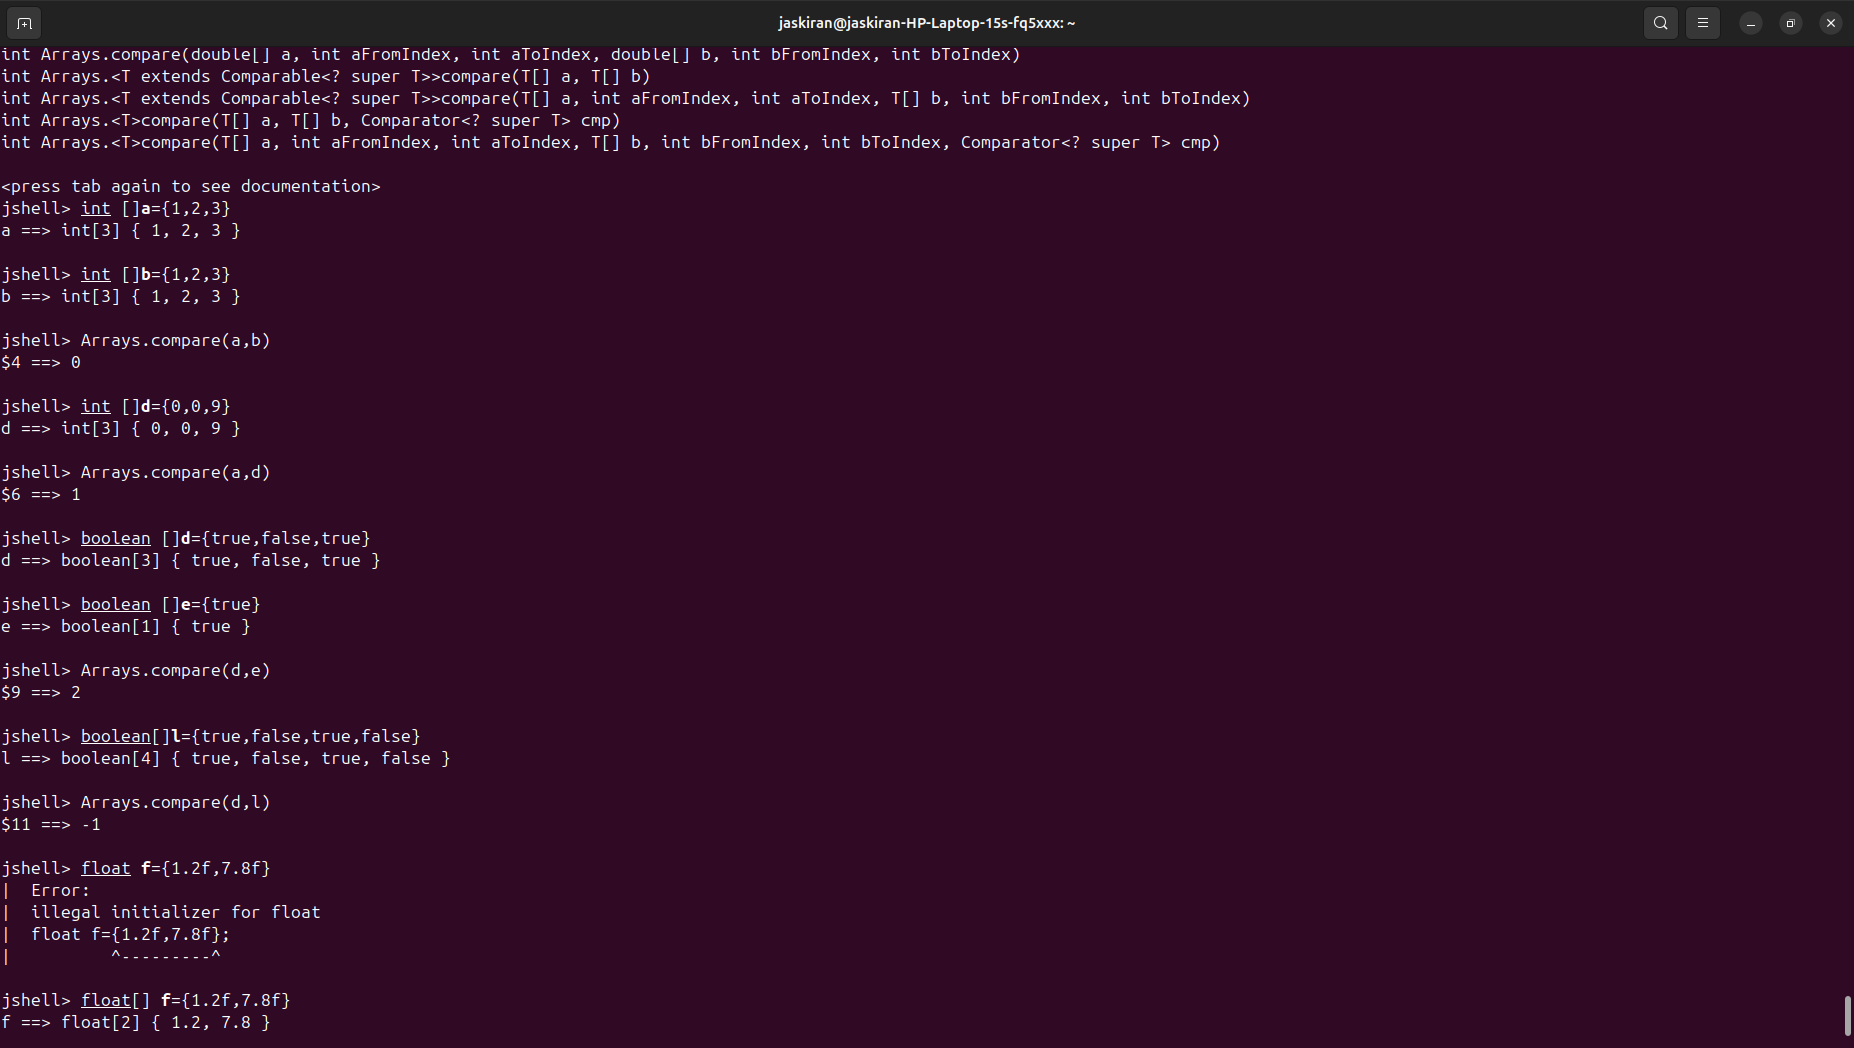 jaskiran@jaskiran-HP-Laptop-15s-fq5xxx: ~
int Arrays.compare(double[] a, int aFromIndex, int aToIndex, double[] b, int bFromIndex, int bToIndex)
int Arrays.<T extends Comparable<? super T>>compare(T[] a, T[] b)
int Arrays.<T extends Comparable<? super T>>compare(T[] a, int aFromIndex, int aToIndex, T[] b, int bFromIndex, int bToIndex)
int Arrays.<T>compare(T[] a, T[] b, Comparator<? super T> cmp)
int Arrays.<T>compare(T[] a, int aFromIndex, int aToIndex, T[] b, int bFromIndex, int bToIndex, Comparator<? super T> cmp)
<press tab again to see documentation>
jshell> int []a={1,2,3}
a ==> int[3] { 1, 2, 3 }
jshell> int []b={1,2,3}
b ==> int[3] { 1, 2, 3 }
jshell> Arrays.compare(a,b)
$4 ==> 0
jshell> int []d={0,0,9}
d ==> int[3] { 0, 0, 9 }
jshell> Arrays.compare(a,d)
$6 ==> 1
jshell> boolean []d={true,false,true}
d ==> boolean[3] { true, false, true }
jshell> boolean []e={true}
e ==> boolean[1] { true }
jshell> Arrays.compare(d,e)
$9 ==> 2
jshell> boolean[]l={true,false,true,false}
l ==> boolean[4] { true, false, true, false }
jshell> Arrays.compare(d,l)
$11 ==> -1
jshell> float f={1.2f,7.8f}
|  Error:
|  illegal initializer for float
|  float f={1.2f,7.8f};
|          ^---------^
jshell> float[] f={1.2f,7.8f}
f ==> float[2] { 1.2, 7.8 }